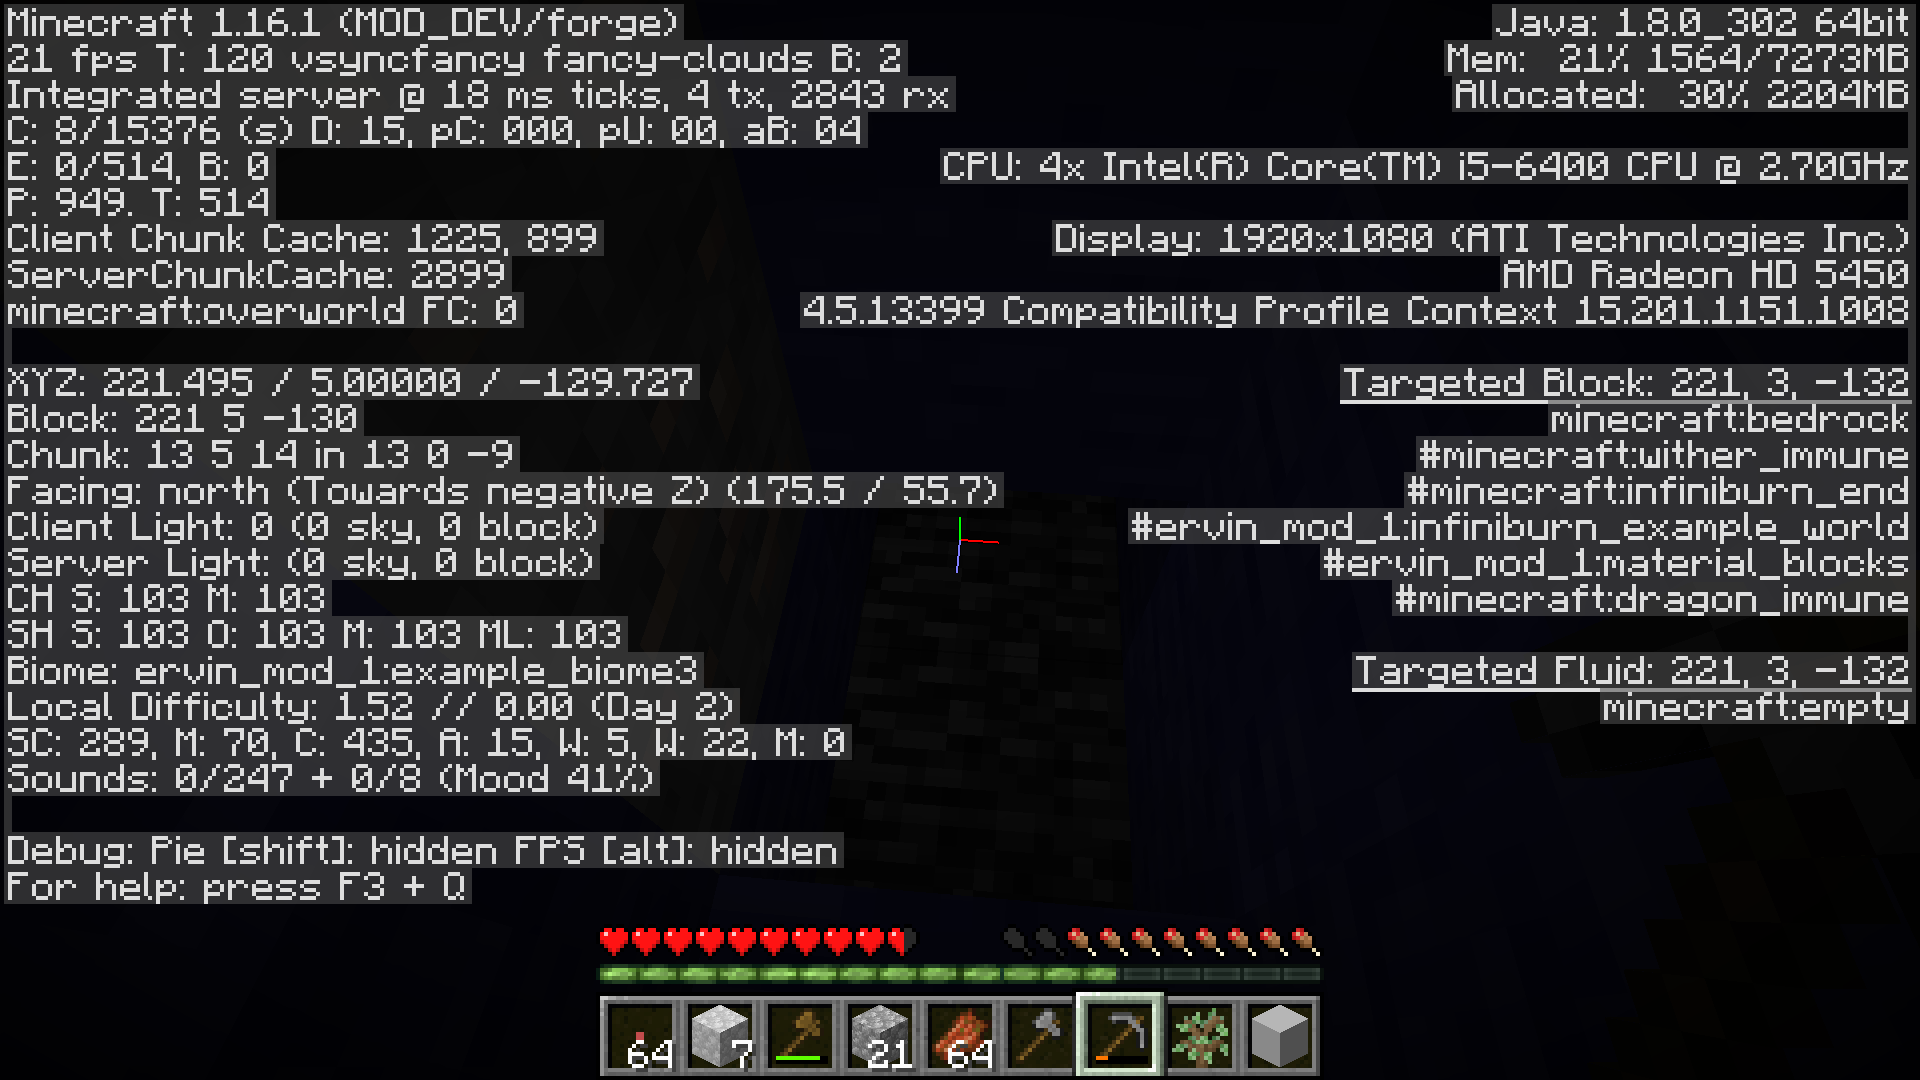 Minecraft 1.16.1 (MOD_DEV/forge)
21 fps T: 120 vsyncfancy fancy-clouds B: 2
Integrated server @ 18 ms ticks, 4 tx, 2843 rx
C: 8/15376 (s) D: 15, pC: 000, pU: 00, aB: 04
E: 0/514, B: 0
P: 949. T: 514
Client Chunk Cache: 1225, 899
ServerChunkCache: 2899
minecraft:overworld FC: 0
XYZ: 221.495 / 5.00000 / -129.727
Block: 221 5 -130
Chunk: 13 5 14 in 13 0 -9
Facing: north (Towards negative Z) (175.5 / 55.7)
Client Light: 0 (0 sky, 0 block)
Server Light: (0 sky, 0 block)
CH S: 103 M: 103
SH S: 103 O: 103 M: 103 ML: 103
Biome: ervin_mod_1:example_biome3
Local Difficulty: 1.52 // 0.00 (Day 2)
SC: 289, M: 70, C: 435, A: 15, W: 5, W: 22, M: 0
Sounds: 0/247 + 0/8 (Mood 41%)
Debug: Pie [shift]: hidden FPS [alt]: hidden
For help: press F3 + Q
Java: 1.8.0_302 64bit
Mem: 21% 1564/7273MB
Allocated: 30% 2204MB
CPU: 4x Intel(R) Core(TM) i5-6400 CPU @ 2.70GHz
Display: 1920x1080 (ATI Technologies Inc.)
AMD Radeon HD 5450
4.5.13399 Compatibility Profile Context 15.201.1151.1008
Targeted Block: 221, 3, -132
minecraft:bedrock
#minecraft:wither_immune
#minecraft:infiniburn_end
#ervin_mod_1:infiniburn_example_world
#ervin_mod_1:material_blocks
#minecraft:dragon_immune
Targeted Fluid: 221, 3, -132
minecraft:empty
64 7 21 64